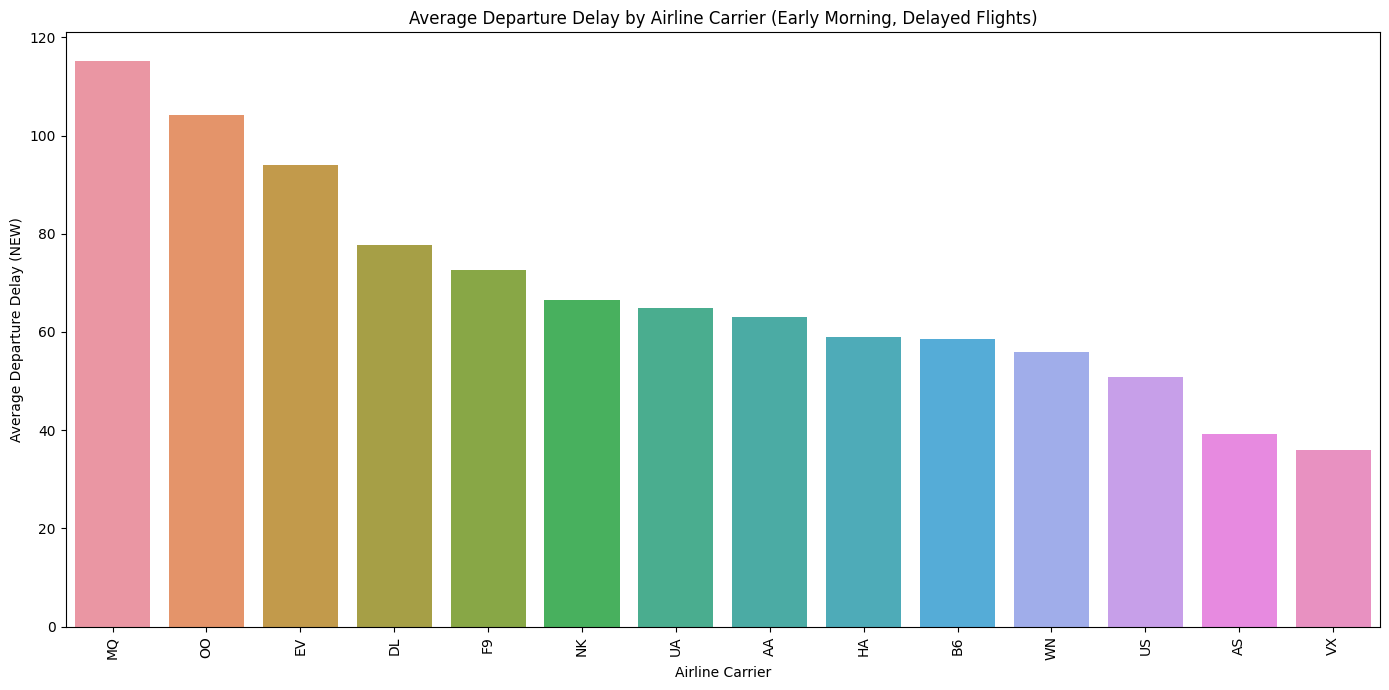 Average Departure Delay by Airline Carrier (Early Morning, Delayed Flights)
Average Departure Delay (NEW)
120
100
80
60
40
20
0
MQ
OO
EV
DL
F9
NK
UA
AA
HA
B6
WN
US
AS
VX
Airline Carrier